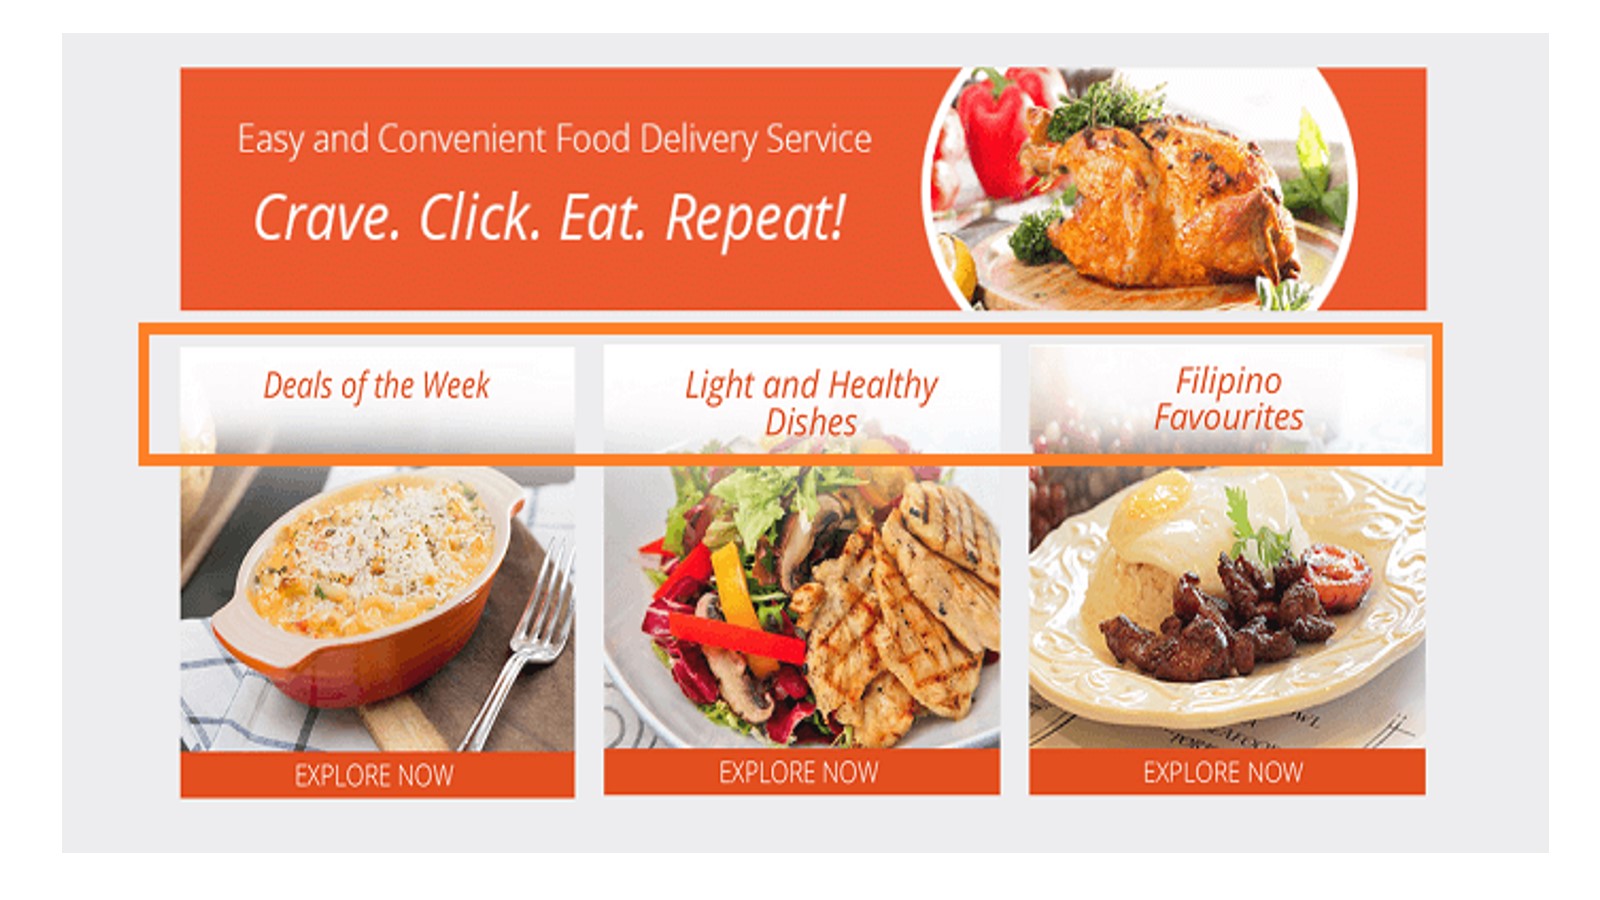 Easy and Convenient Food Delivery Service
Crave. Click. Eat. Repeat!
Deals of the Week
Light and Healthy
Dishes
Filipino
Favourites
EXPLORE NOW
EXPLORE NOW
EXPLORE NOW